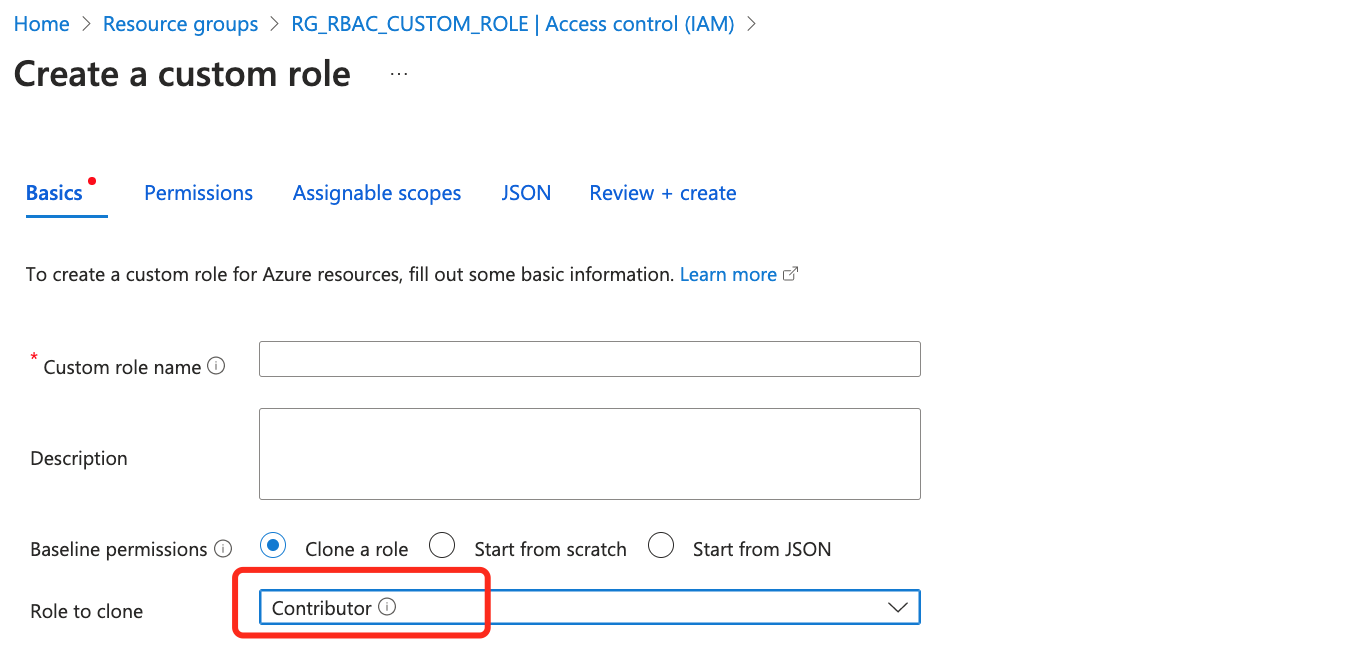 Home > Resource groups > RG_RBAC_CUSTOM_ROLE | Access control (IAM) >
Create a custom role ...
Basics Permissions Assignable scopes JSON Review + create
To create a custom role for Azure resources, fill out some basic information. Learn more
* Custom role name
Description
Baseline permissions Clone a role Start from scratch Start from JSON
Role to clone Contributor